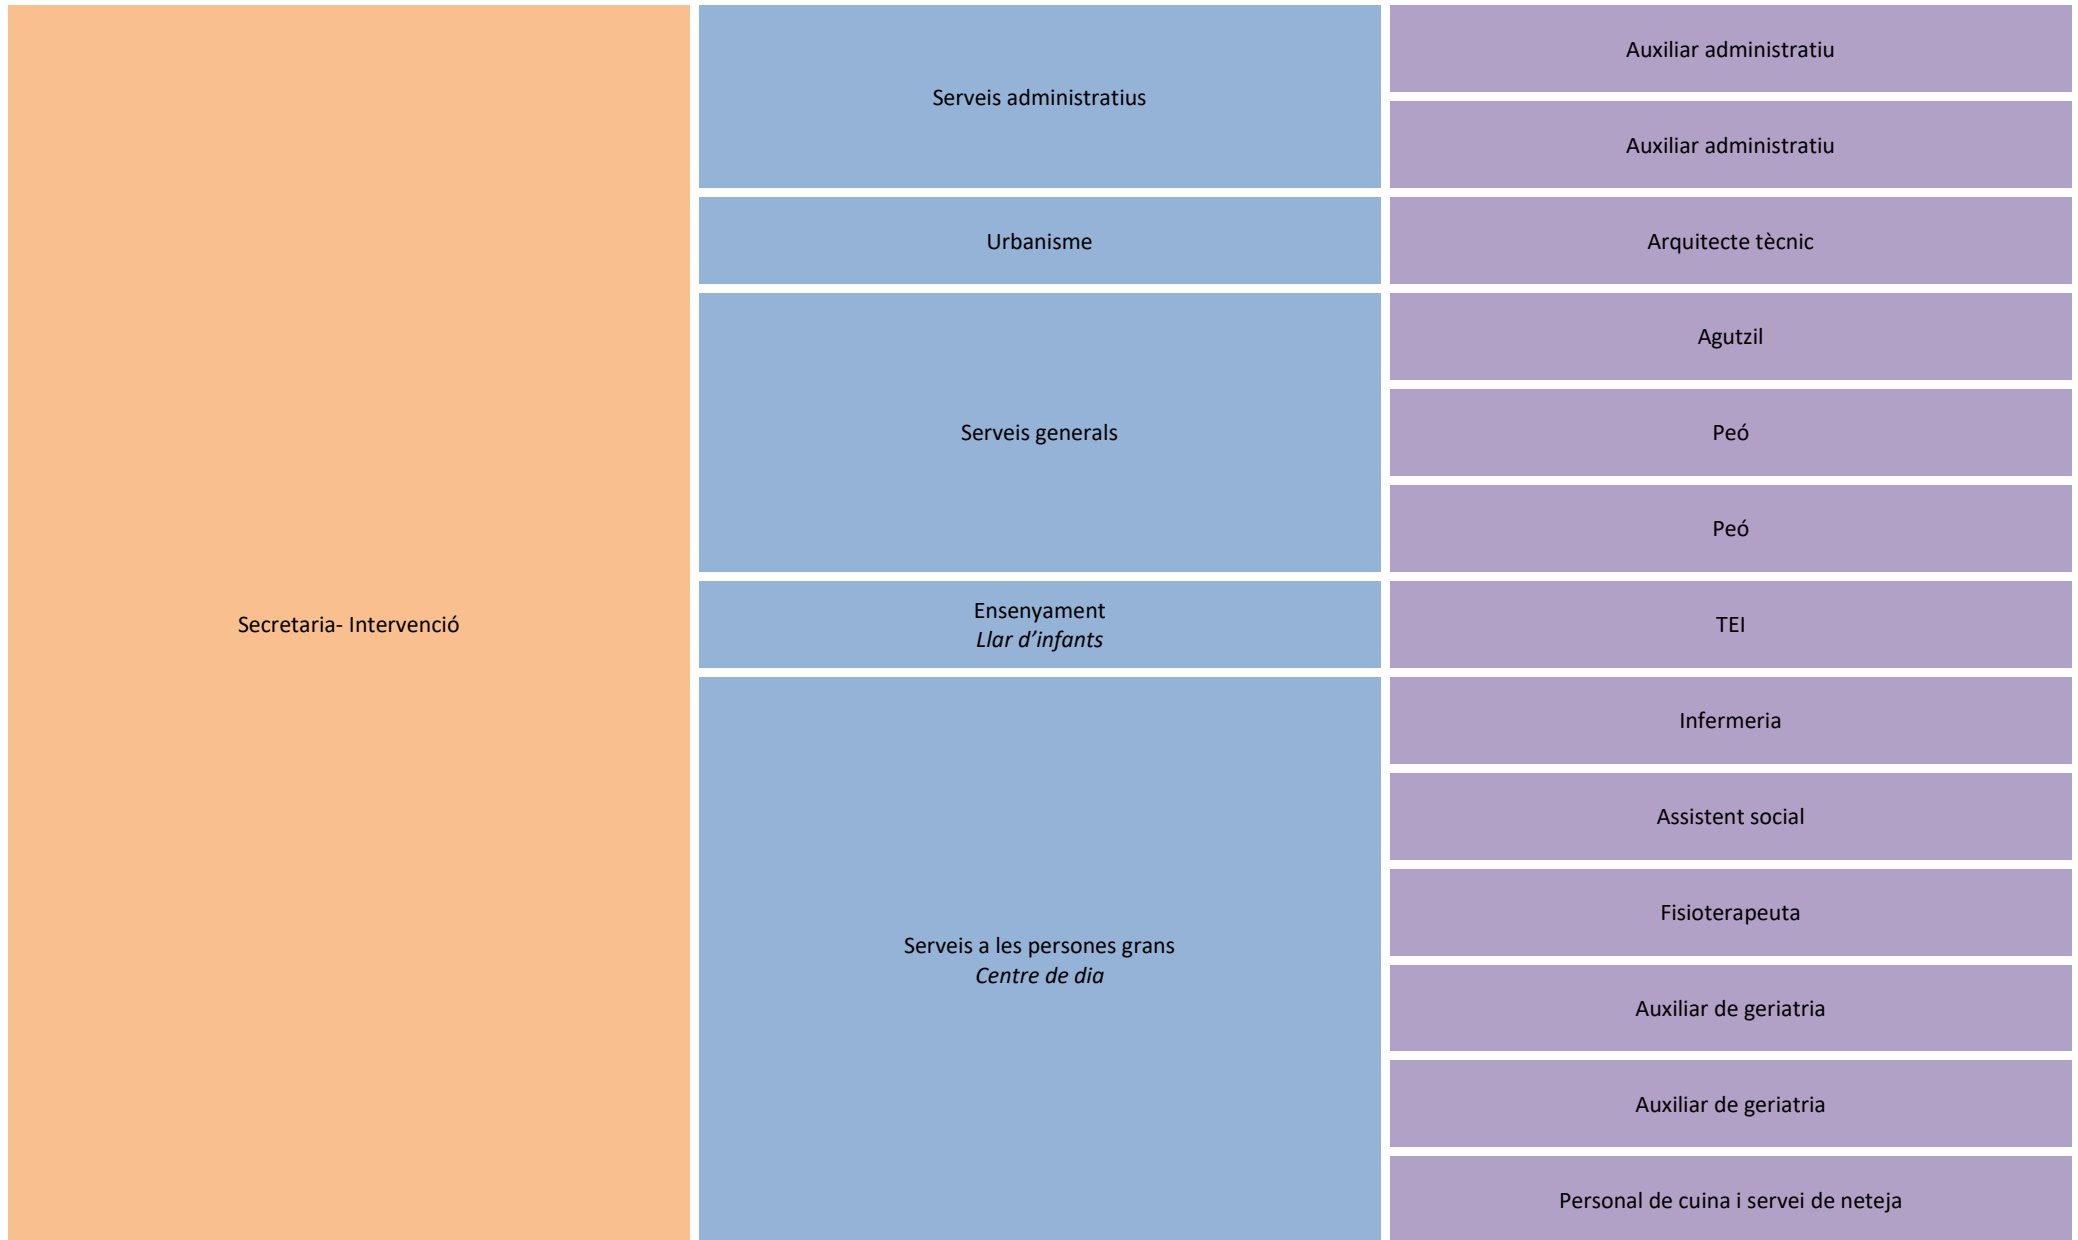 Secretaria- Intervenció
Serveis administratius
Auxiliar administratiu
Auxiliar administratiu
Urbanisme
Arquitecte tècnic
Serveis generals
Agutzil
Peó
Peó
Ensenyament
Llar d’infants
TEI
Serveis a les persones grans
Centre de dia
Infermeria
Assistent social
Fisioterapeuta
Auxiliar de geriatria
Auxiliar de geriatria
Personal de cuina i servei de neteja